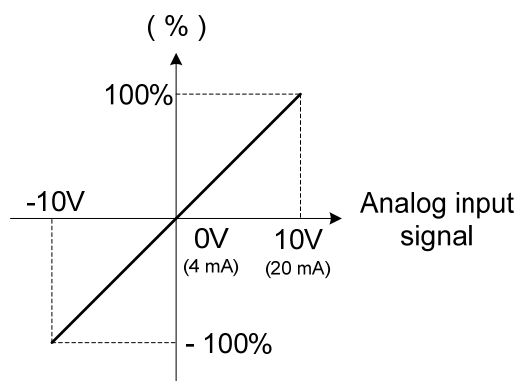 ( % )
100%
-10V
Analog input
signal
0V
10V
(4 mA)
(20 mA)
- 100%